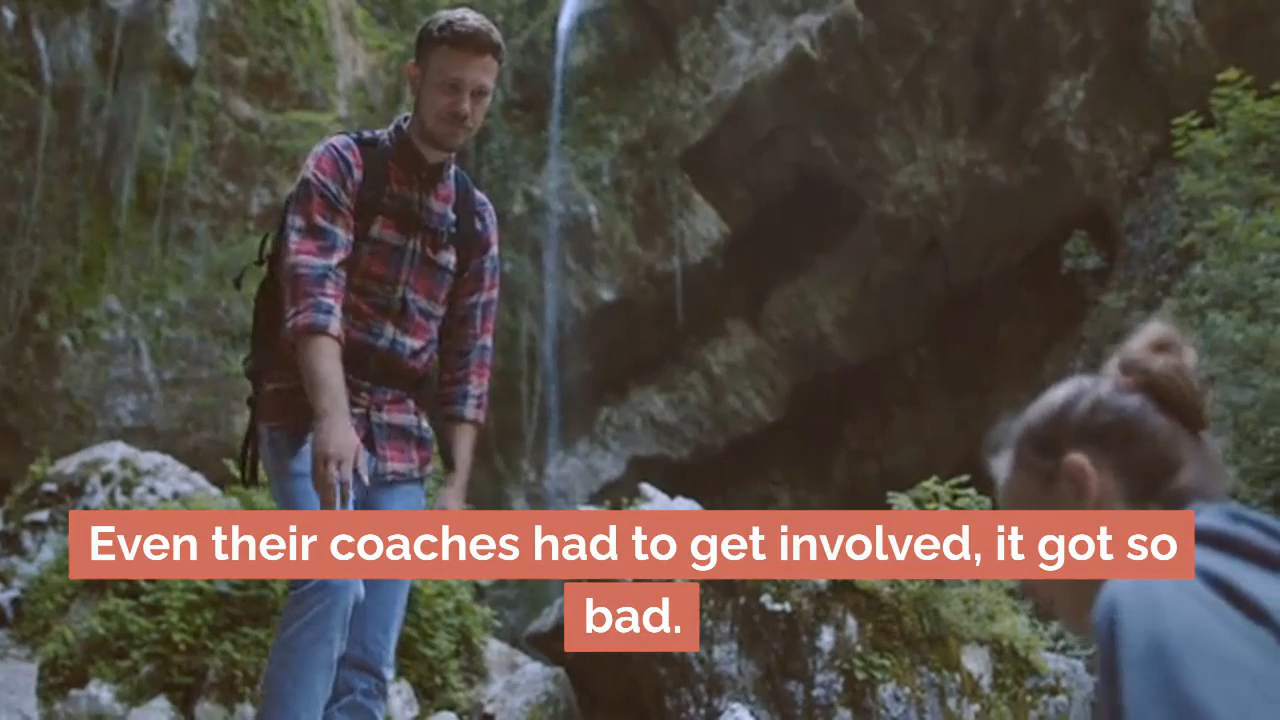 Even their coaches had to get involved, it got so
bad.